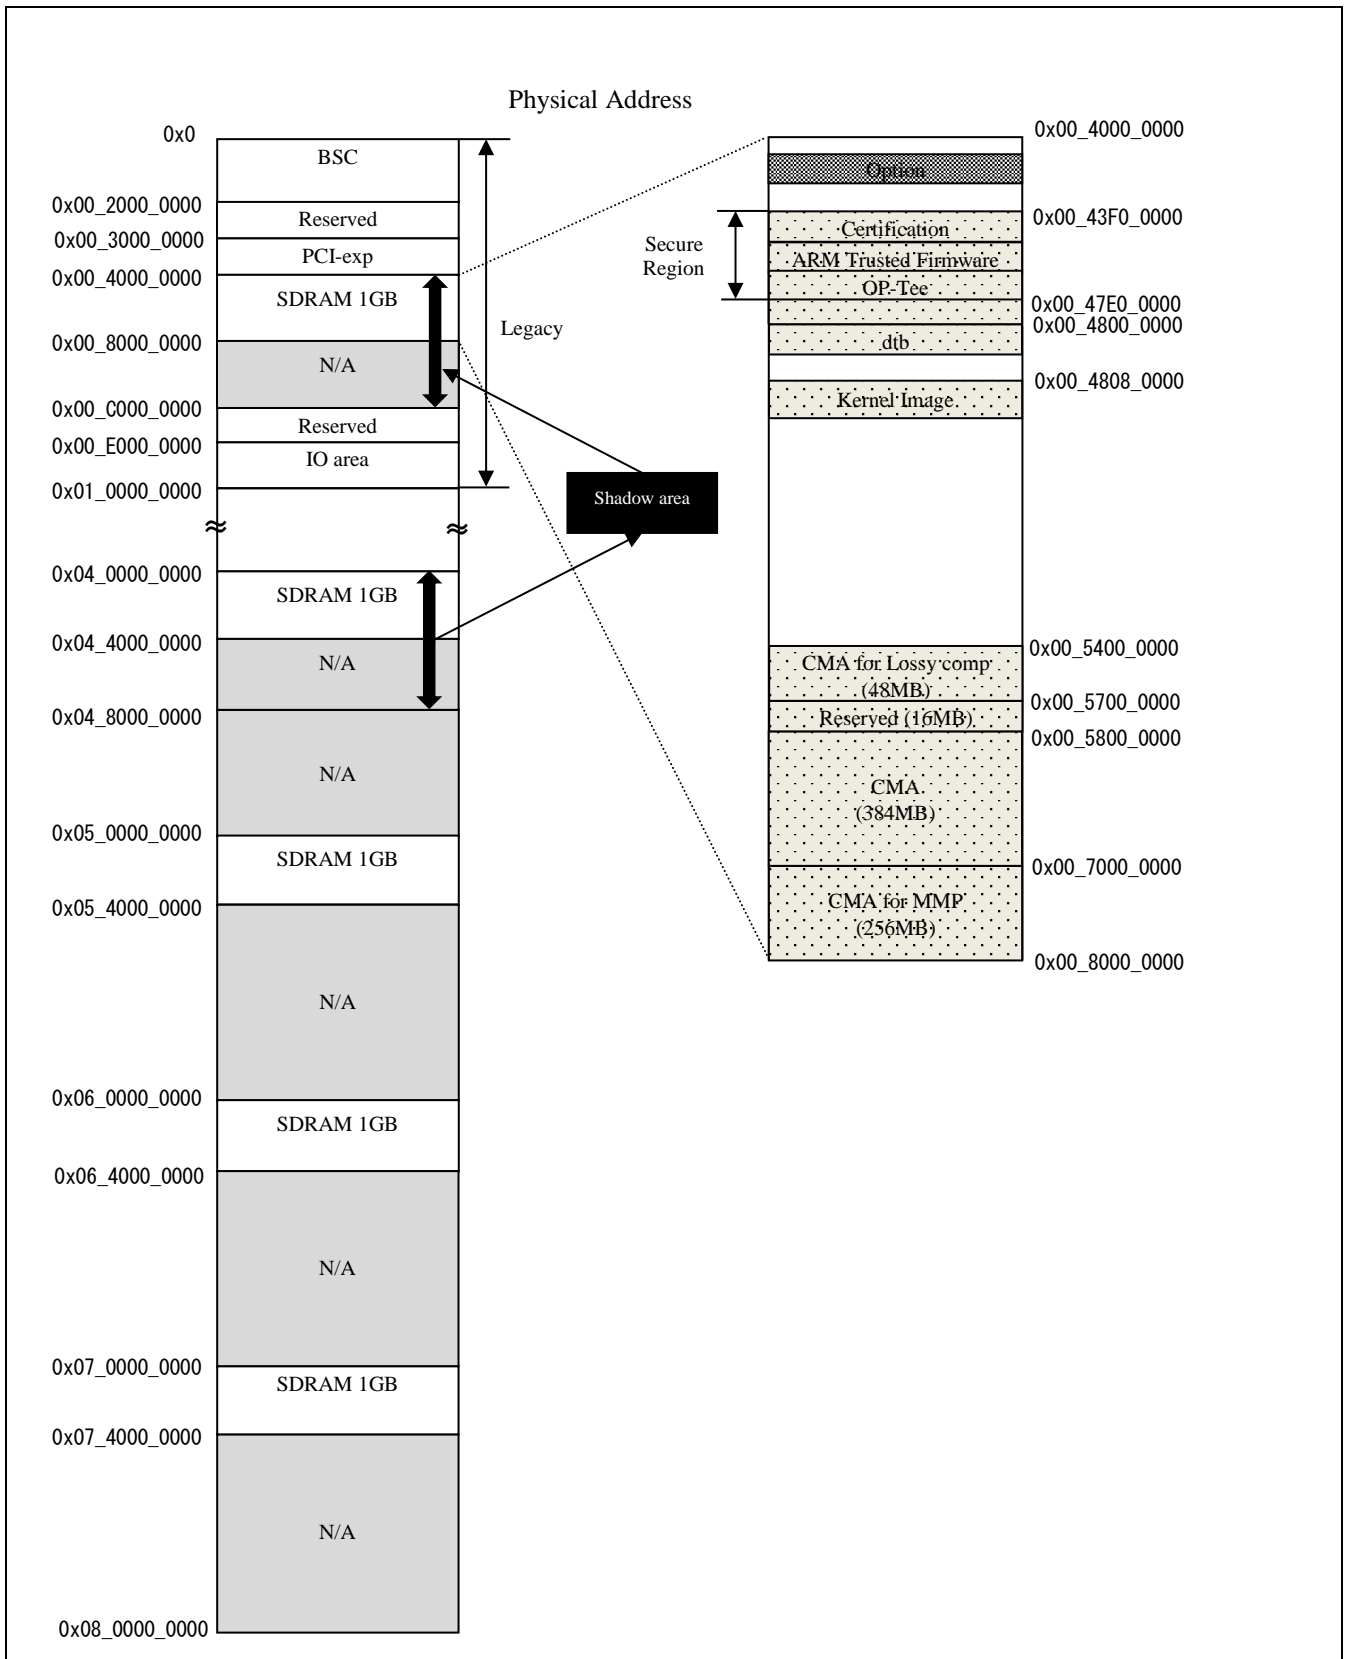 Physical Address
0x0
BSC
0x00_2000_0000
Reserved
0x00_3000_0000
PCI-exp
0x00_4000_0000
SDRAM 1GB
Legacy
0x00_8000_0000
N/A
0x00_C000_0000
Reserved
0x00_E000_0000
IO area
0x01_0000_0000
Shadow area
0x04_0000_0000
SDRAM 1GB
0x04_4000_0000
N/A
0x04_8000_0000
N/A
0x05_0000_0000
SDRAM 1GB
0x05_4000_0000
N/A
0x06_0000_0000
SDRAM 1GB
0x06_4000_0000
N/A
0x07_0000_0000
SDRAM 1GB
0x07_4000_0000
N/A
0x08_0000_0000
0x00_4000_0000
Option
0x00_43F0_0000
Secure
Region
Certification
ARM Trusted Firmware
OP-Tee
0x00_47E0_0000
0x00_4800_0000
dtb
0x00_4808_0000
Kernel Image
0x00_5400_0000
CMA for Lossy comp
(48MB)
0x00_5700_0000
Reserved (16MB)
0x00_5800_0000
CMA
(384MB)
0x00_7000_0000
CMA for MMP
(256MB)
0x00_8000_0000